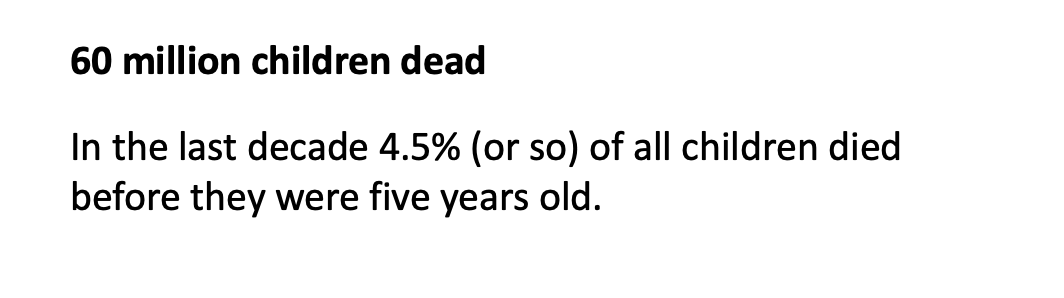 60 million children dead
In the last decade 4.5% (or so) of all children died
before they were five years old.